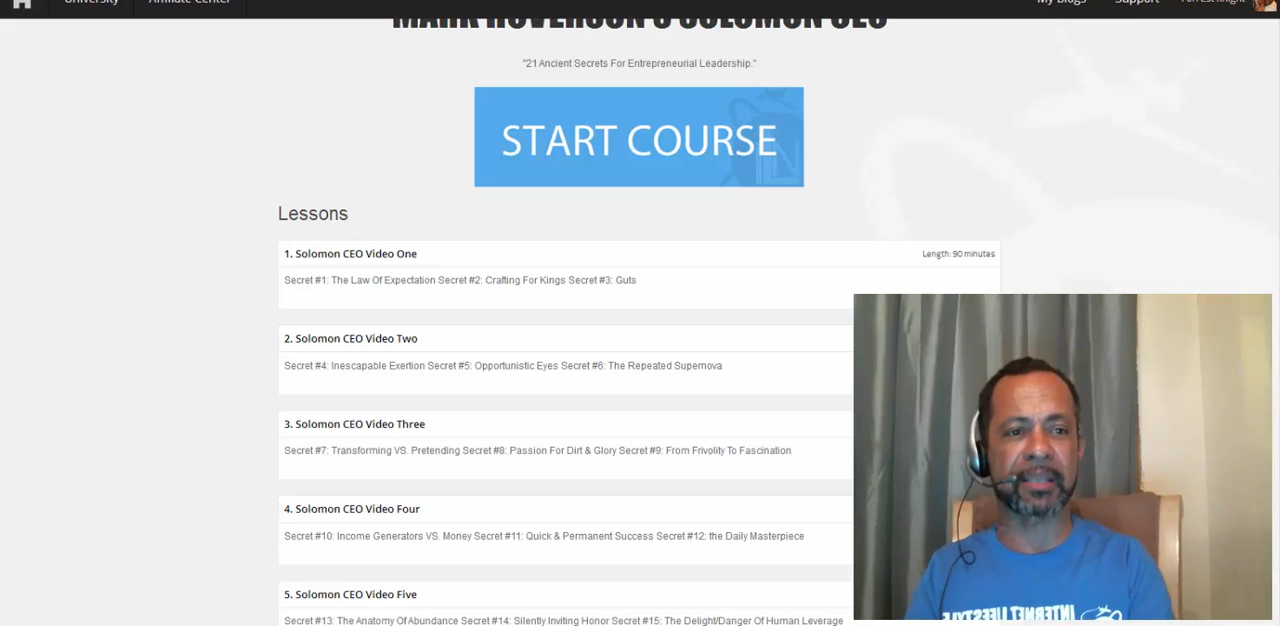 University
Affiliate Center
My Blogs
Support
MARK HOVERSON'S SOLOMON CEO
"21 Ancient Secrets For Entrepreneurial Leadership."
START COURSE
Lessons
1. Solomon CEO Video One
Length: 90 minutes
Secret #1: The Law Of Expectation Secret #2: Crafting For Kings Secret #3: Guts
2. Solomon CEO Video Two
Secret #4: Inescapable Exertion Secret #5: Opportunistic Eyes Secret #6: The Repeated Supernova
3. Solomon CEO Video Three
Secret #7: Transforming VS. Pretending Secret #8: Passion For Dirt & Glory Secret #9: From Frivolity To Fascination
4. Solomon CEO Video Four
Secret #10: Income Generators VS. Money Secret #11: Quick & Permanent Success Secret #12: the Daily Masterpiece
5. Solomon CEO Video Five
Secret #13: The Anatomy Of Abundance Secret #14: Silently Inviting Honor Secret #15: The Delight/Danger Of Human Leverage
INTERNET LIFESTYLE